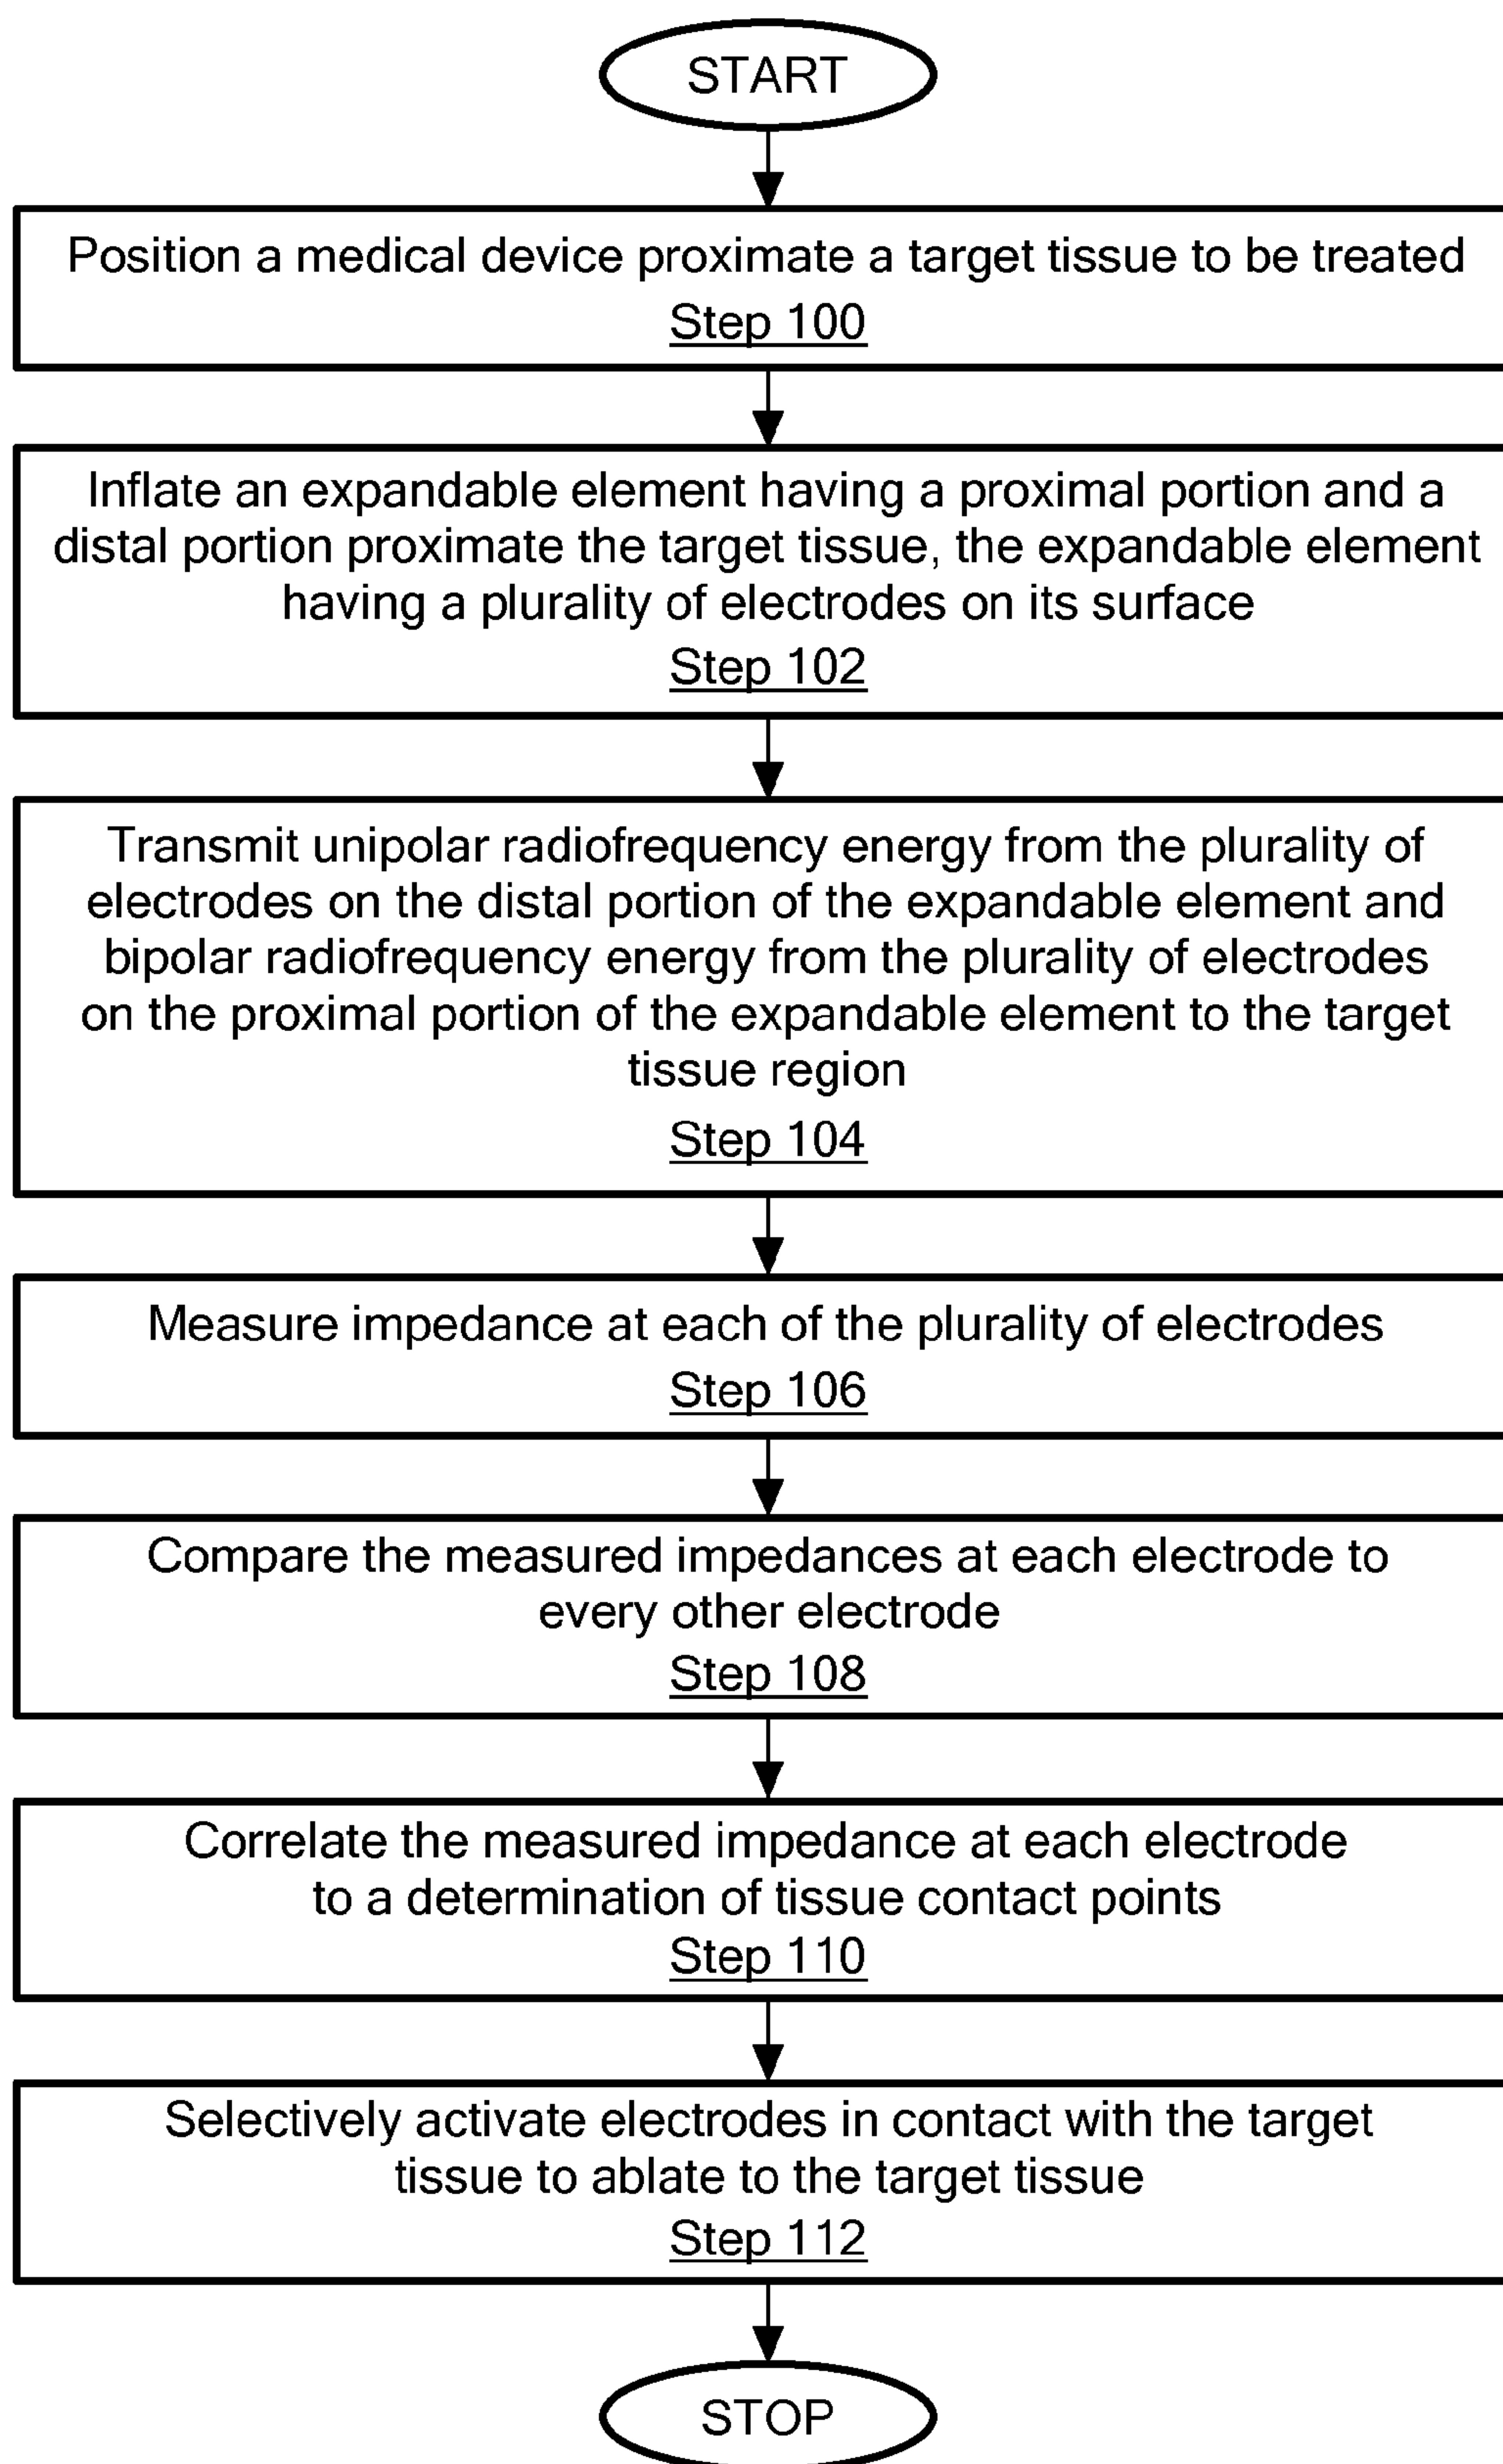 START
Position a medical device proximate a target tissue to be treated
Step 100
Inflate an expandable element having a proximal portion and a
distal portion proximate the target tissue, the expandable element
having a plurality of electrodes on its surface
Step 102
Transmit unipolar radiofrequency energy from the plurality of
electrodes on the distal portion of the expandable element and
bipolar radiofrequency energy from the plurality of electrodes
on the proximal portion of the expandable element to the target
tissue region
Step 104
Measure impedance at each of the plurality of electrodes
Step 106
Compare the measured impedances at each electrode to
every other electrode
Step 108
Correlate the measured impedance at each electrode
to a determination of tissue contact points
Step 110
Selectively activate electrodes in contact with the target
tissue to ablate to the target tissue
Step 112
STOP